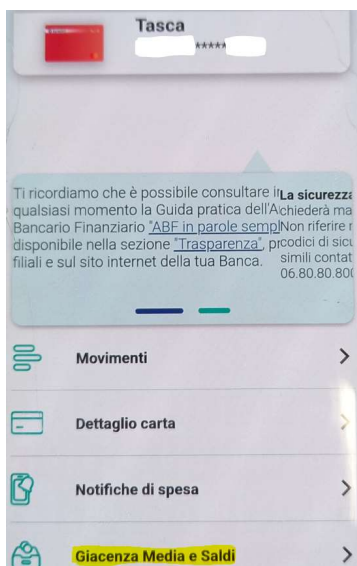 Tasca
*****
Ti ricordiamo che è possibile consultare in
qualsiasi momento la Guida pratica dell'A
Bancario Finanziario "ABF in parole sempl
disponibile nella sezione "Trasparenza", pr
filiali e sul sito internet della tua Banca.
La sicurezza
chiederà ma
Non riferire
codici di sicu
simili contat
06.80.80.80
Movimenti
Dettaglio carta
Notifiche di spesa
Giacenza Media e Saldi